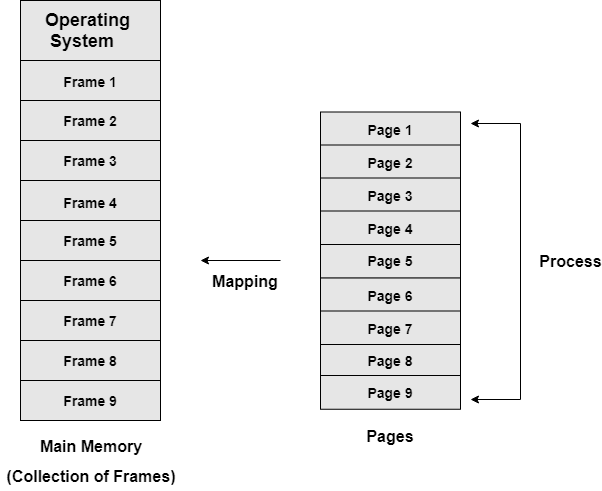 Operating
System
Frame 1
Frame 2
Frame 3
Frame 4
Frame 5
Frame 6
Frame 7
Frame 8
Frame 9
Main Memory
(Collection of Frames)
Mapping
Page 1
Page 2
Page 3
Page 4
Page 5
Page 6
Page 7
Page 8
Page 9
Pages
Process